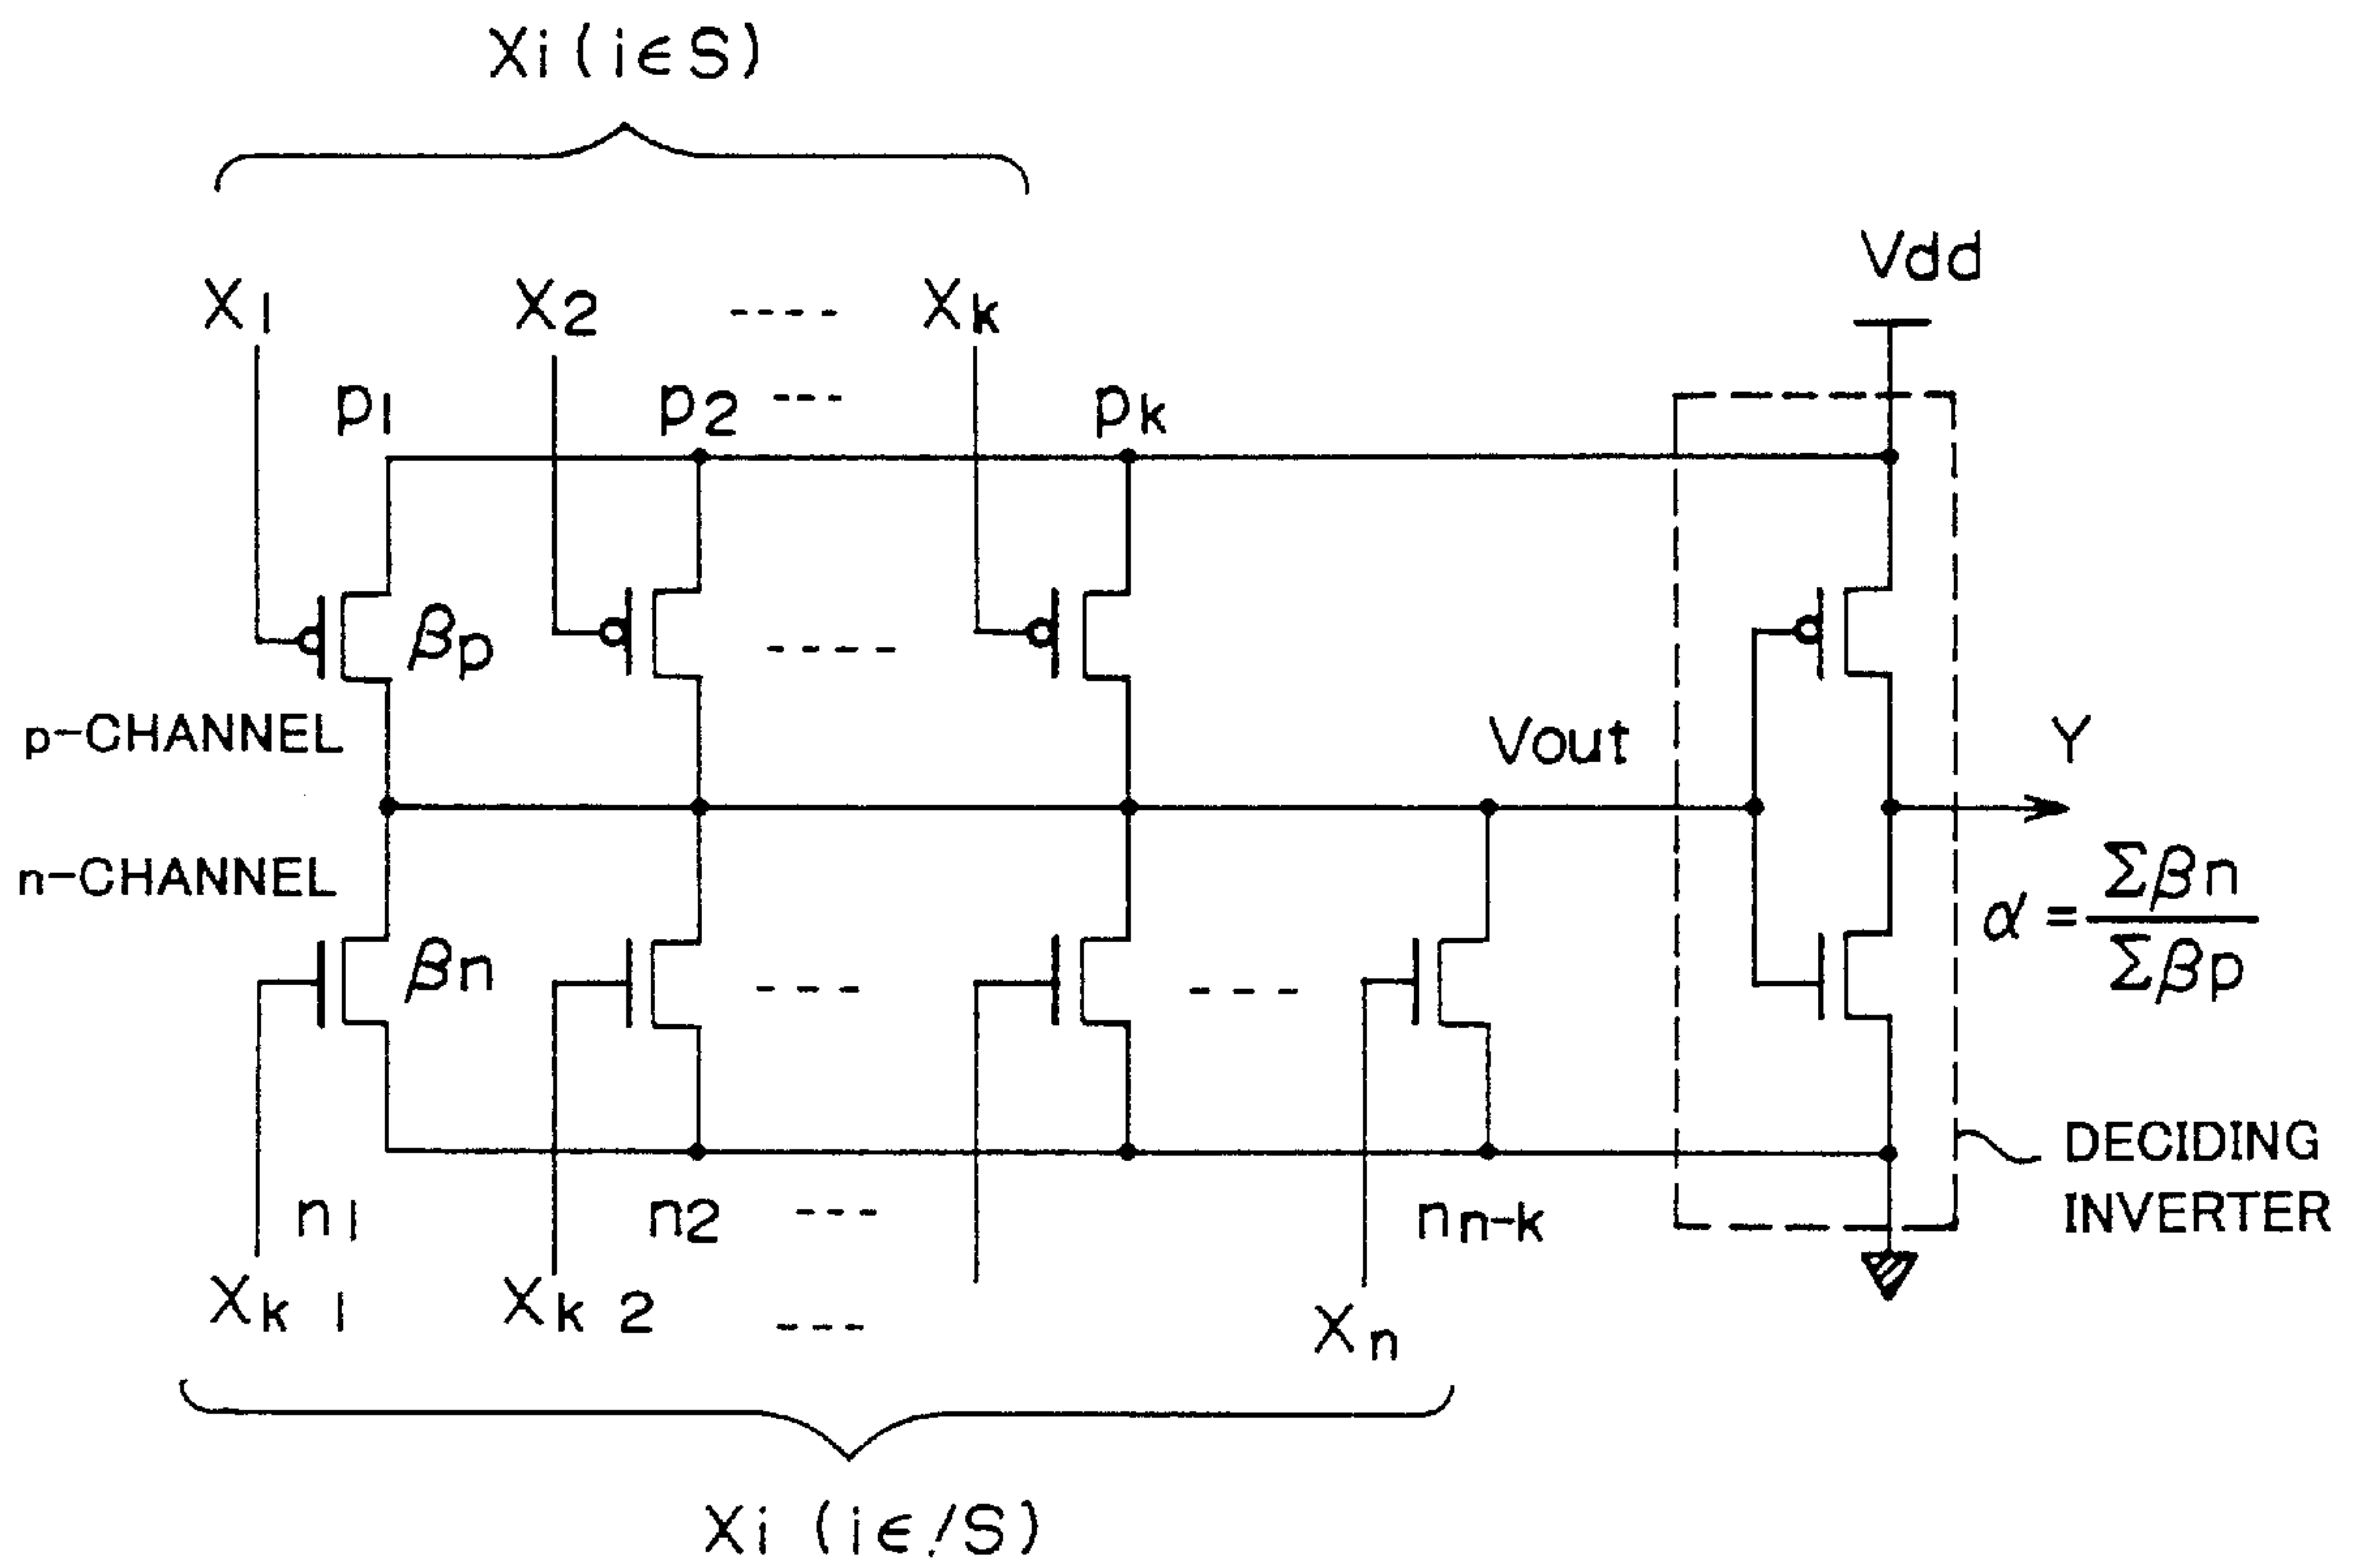 Xi (i∈S)
X1 X2 ---- Xk
Vdd
p1 p2 --- pk
βp ----
p-CHANNEL
Vout
Y
n-CHANNEL
α = Σβn / Σβp
βn --- ---
DECIDING
INVERTER
n1 n2 --- nn-k
Xk 1 Xk 2 --- Xn
Xi (i∈/S)